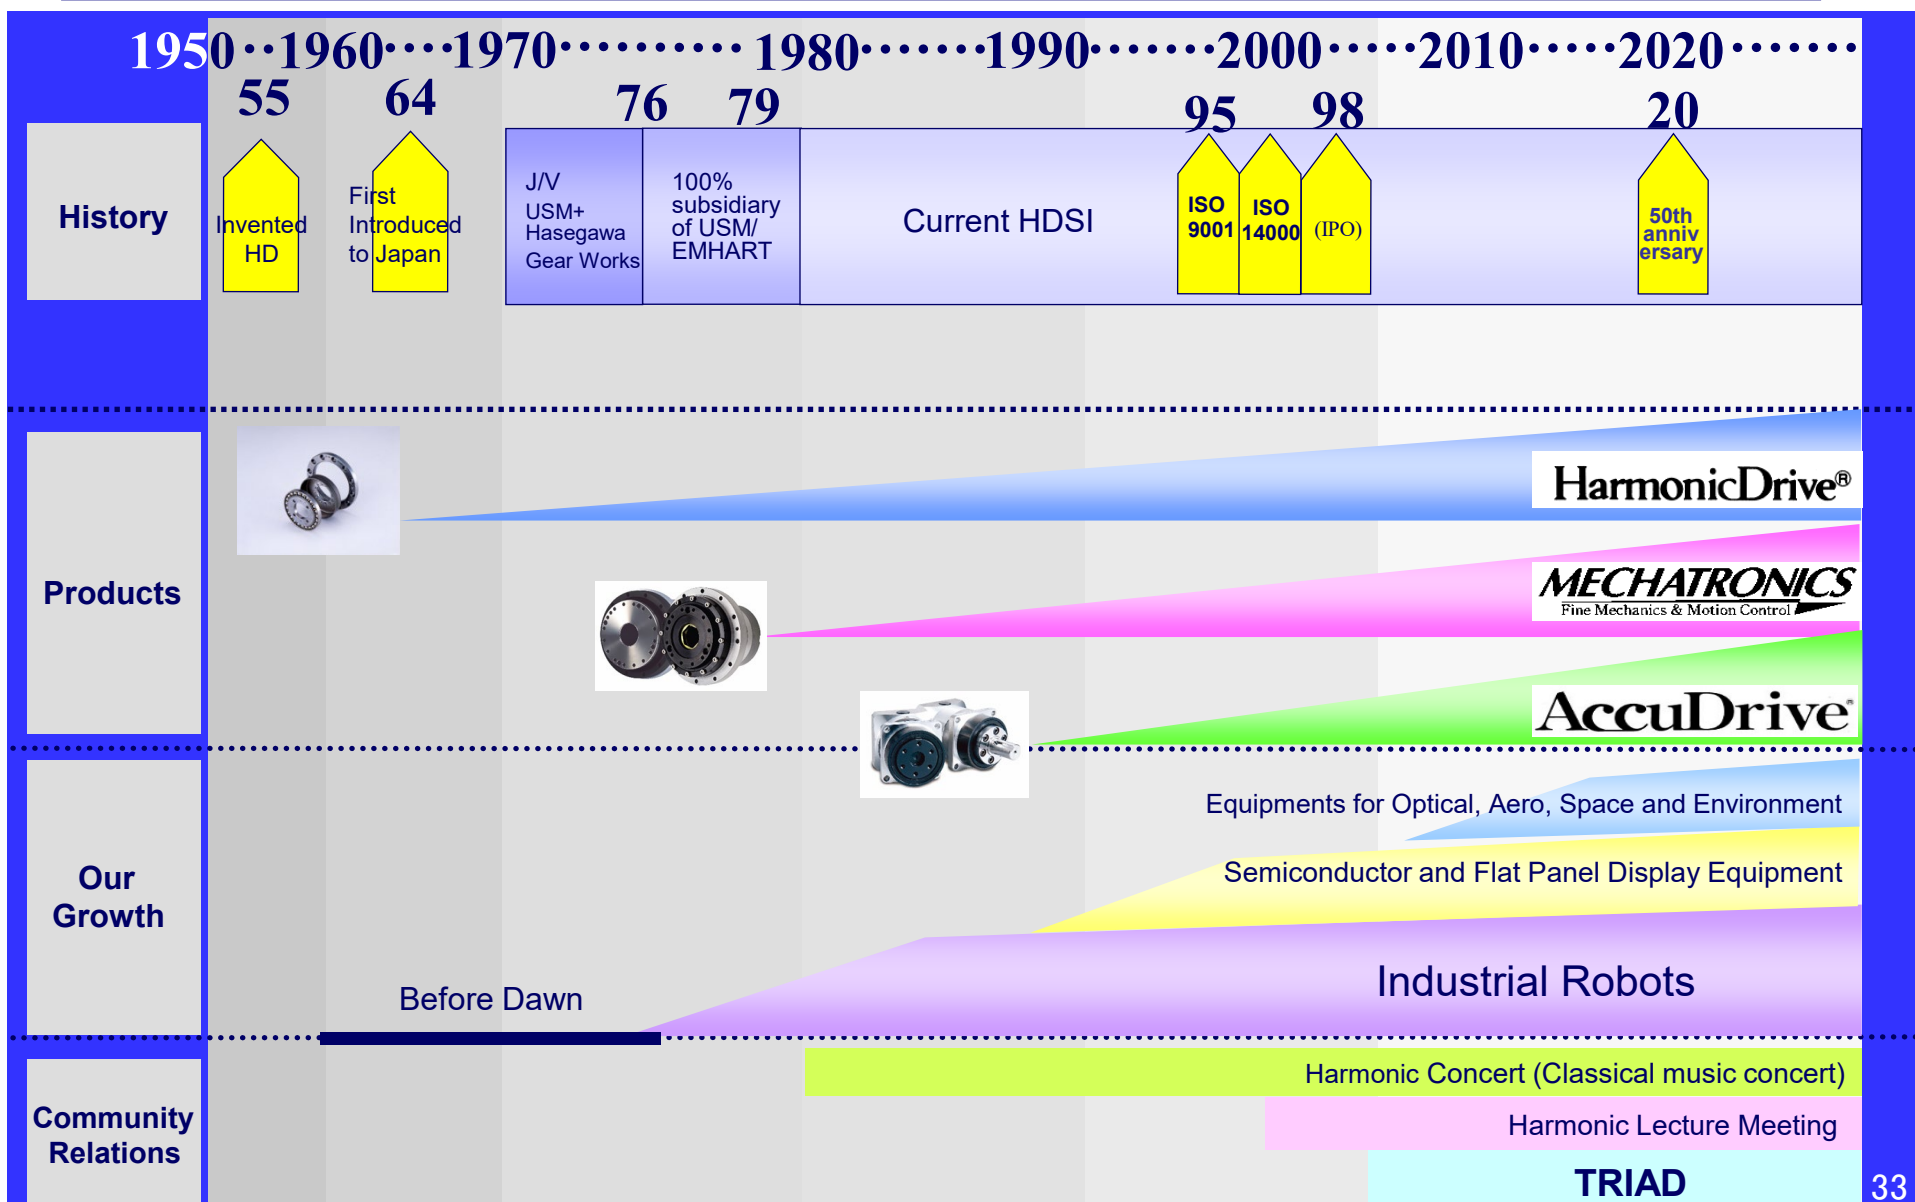 1950··1960····1970··········1980·······1990·······2000·····2010·····2020·······
55
64
76
79
95
98
20
History
Invented
HD
First
Introduced
to Japan
J/V
USM+
Hasegawa
Gear Works
100%
subsidiary
of USM/
EMHART
Current HDSI
ISO
9001
ISO
14000
(IPO)
50th
anniv
ersary
Products
HarmonicDrive®
MECHATRONICS
Fine Mechanics & Motion Control
AccuDrive®
Our
Growth
Equipments for Optical, Aero, Space and Environment
Semiconductor and Flat Panel Display Equipment
Industrial Robots
Before Dawn
Community
Relations
Harmonic Concert (Classical music concert)
Harmonic Lecture Meeting
TRIAD
33